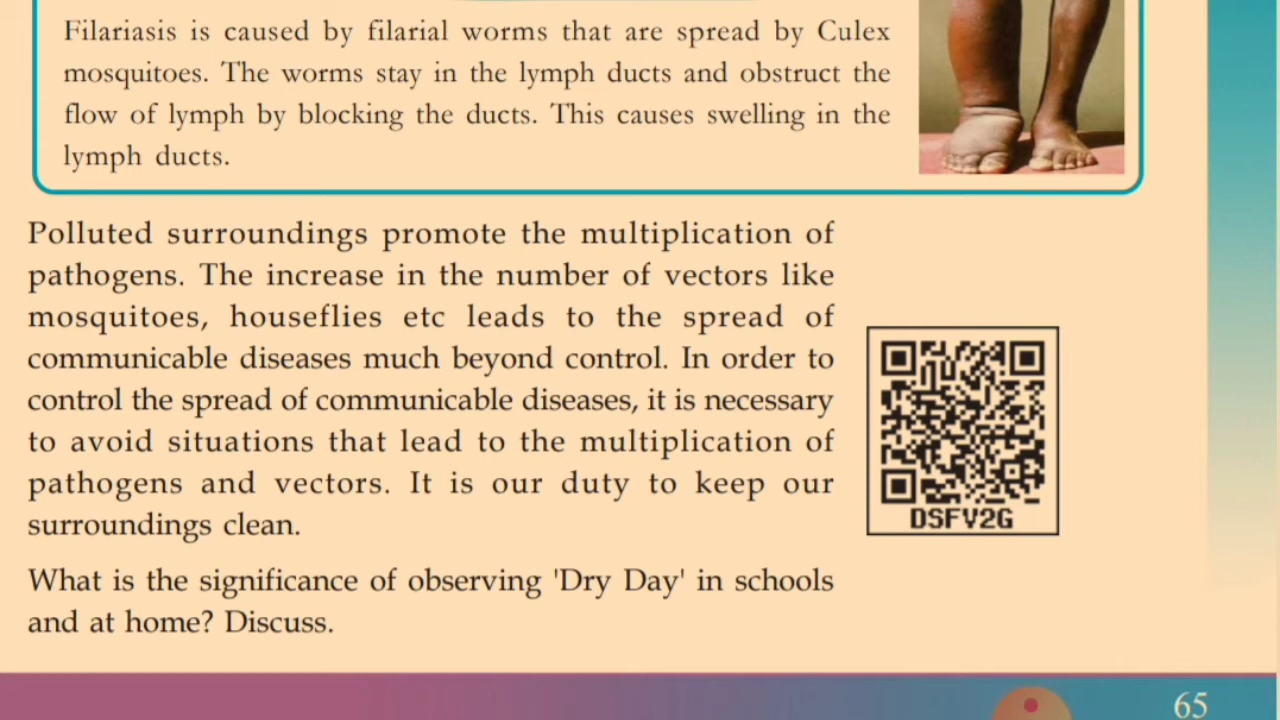 Filariasis is caused by filarial worms that are spread by Culex
mosquitoes. The worms stay in the lymph ducts and obstruct the
flow of lymph by blocking the ducts. This causes swelling in the
lymph ducts.
Polluted surroundings promote the multiplication of
pathogens. The increase in the number of vectors like
mosquitoes, houseflies etc leads to the spread of
communicable diseases much beyond control. In order to
control the spread of communicable diseases, it is necessary
to avoid situations that lead to the multiplication of
pathogens and vectors. It is our duty to keep our
surroundings clean.
DSFV2G
What is the significance of observing 'Dry Day' in schools
and at home? Discuss.
65